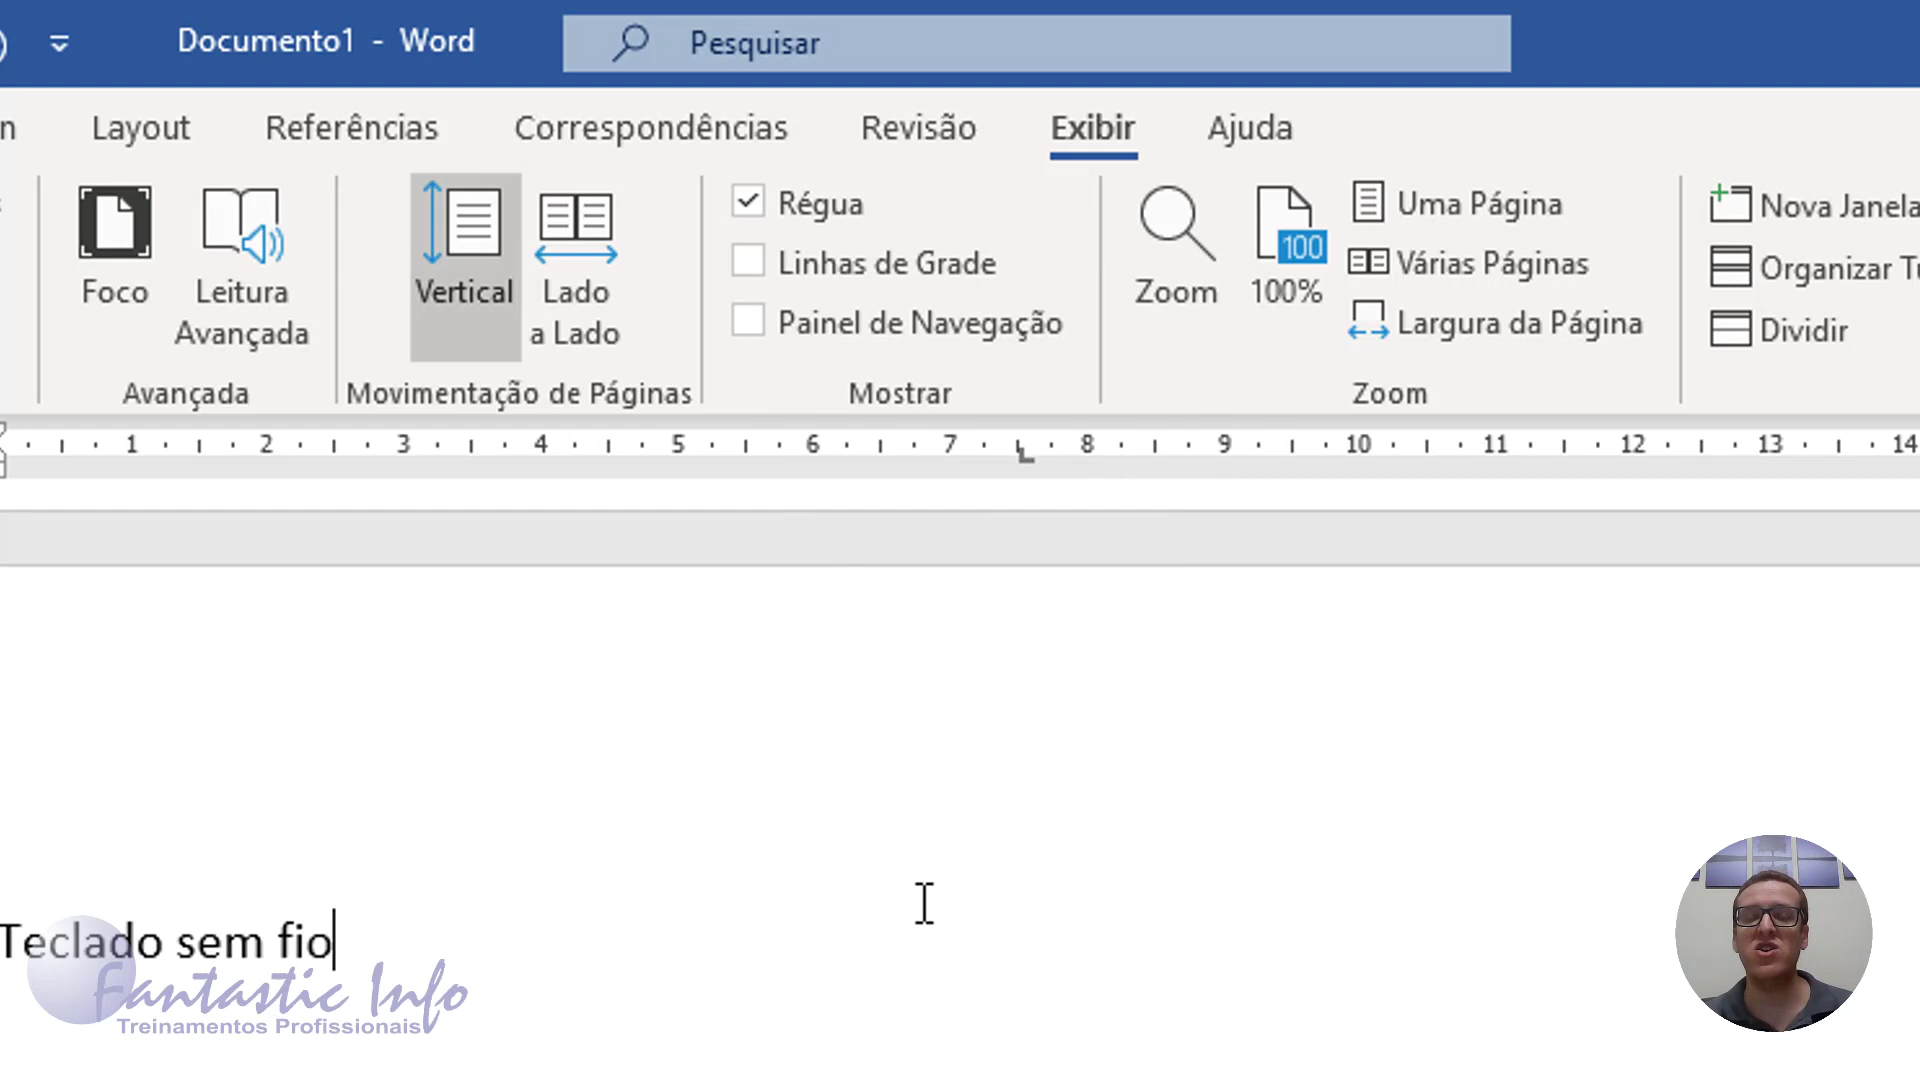 Documento1 - Word
Pesquisar
n Layout Referências Correspondências Revisão Exibir Ajuda
Foco
Leitura
Avançada
Avançada
Vertical
Lado
a Lado
Movimentação de Páginas
Régua
Linhas de Grade
Painel de Navegação
Mostrar
Zoom
100
100%
Uma Página
Várias Páginas
Largura da Página
Zoom
Nova Janela
Organizar Tu
Dividir
1 2 3 4 5 6 7 8 9 10 11 12 13 14
Teclado sem fio
Fantastic Info
Treinamentos Profissionais